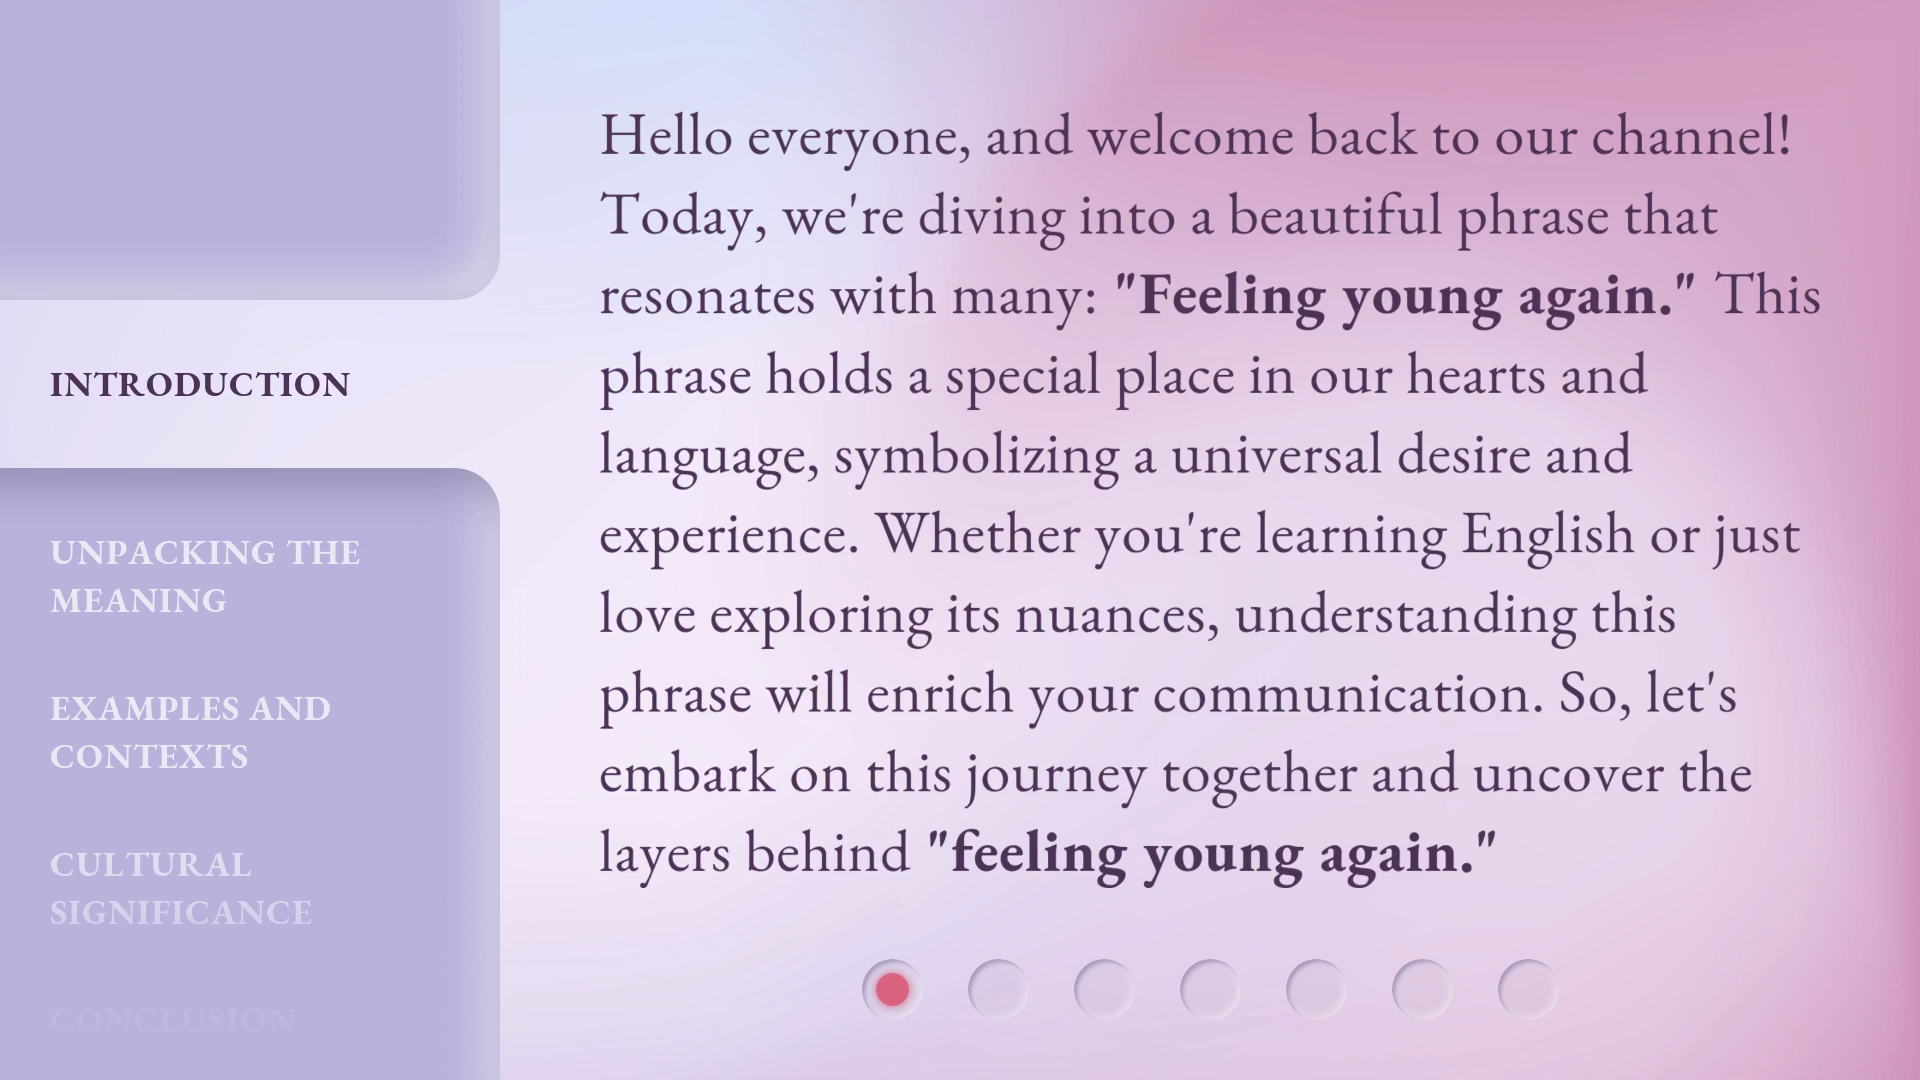 INTRODUCTION
UNPACKING THE
MEANING
EXAMPLES AND
CONTEXTS
CULTURAL
SIGNIFICANCE
CONCLUSION
Hello everyone, and welcome back to our channel!
Today, we're diving into a beautiful phrase that
resonates with many: "Feeling young again." This
phrase holds a special place in our hearts and
language, symbolizing a universal desire and
experience. Whether you're learning English or just
love exploring its nuances, understanding this
phrase will enrich your communication. So, let's
embark on this journey together and uncover the
layers behind "feeling young again."